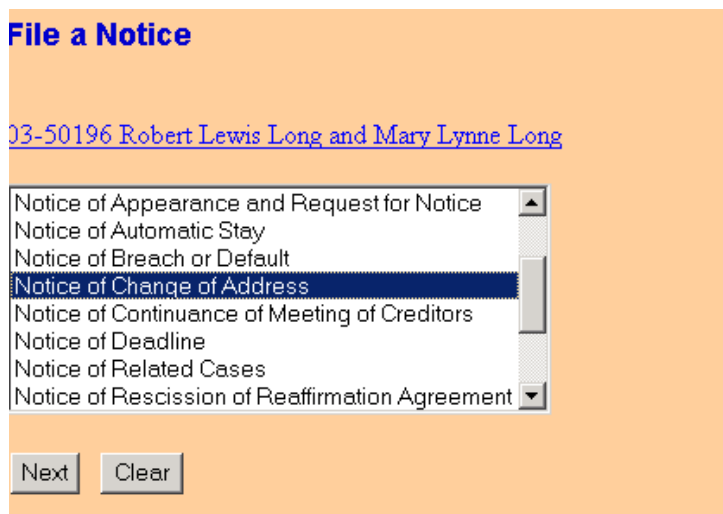 File a Notice
03-50196 Robert Lewis Long and Mary Lynne Long
Notice of Appearance and Request for Notice
Notice of Automatic Stay
Notice of Breach or Default
Notice of Change of Address
Notice of Continuance of Meeting of Creditors
Notice of Deadline
Notice of Related Cases
Notice of Rescission of Reaffirmation Agreement
Next Clear